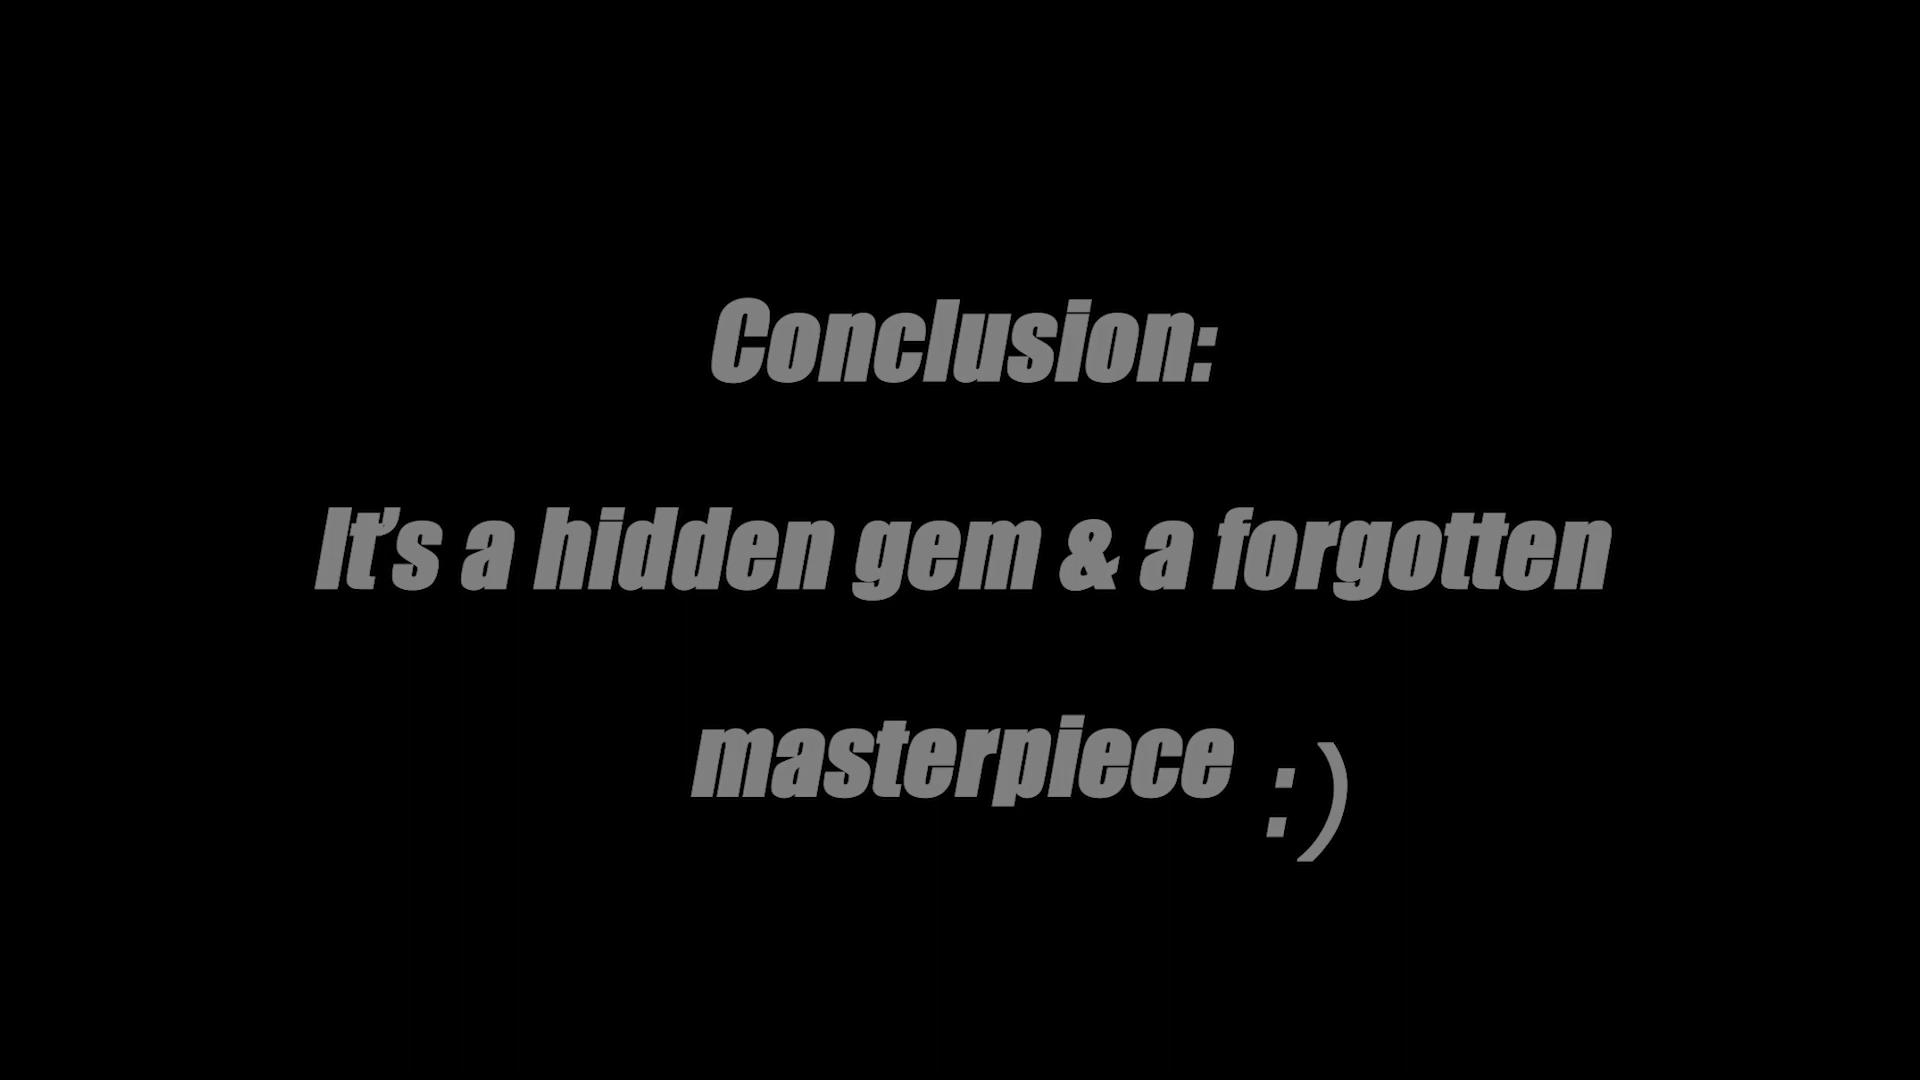 Conclusion:
It’s a hidden gem & a forgotten
masterpiece :)